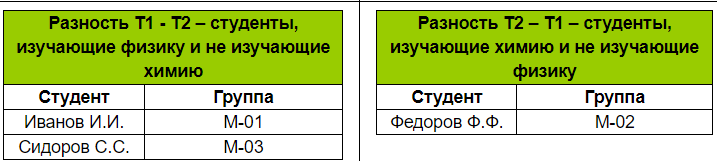 Разность Т1 - Т2 – студенты,
изучающие физику и не изучающие
химию
Студент Группа
Иванов И.И. М-01
Сидоров С.С. М-03
Разность Т2 – Т1 – студенты,
изучающие химию и не изучающие
физику
Студент Группа
Федоров Ф.Ф. М-02